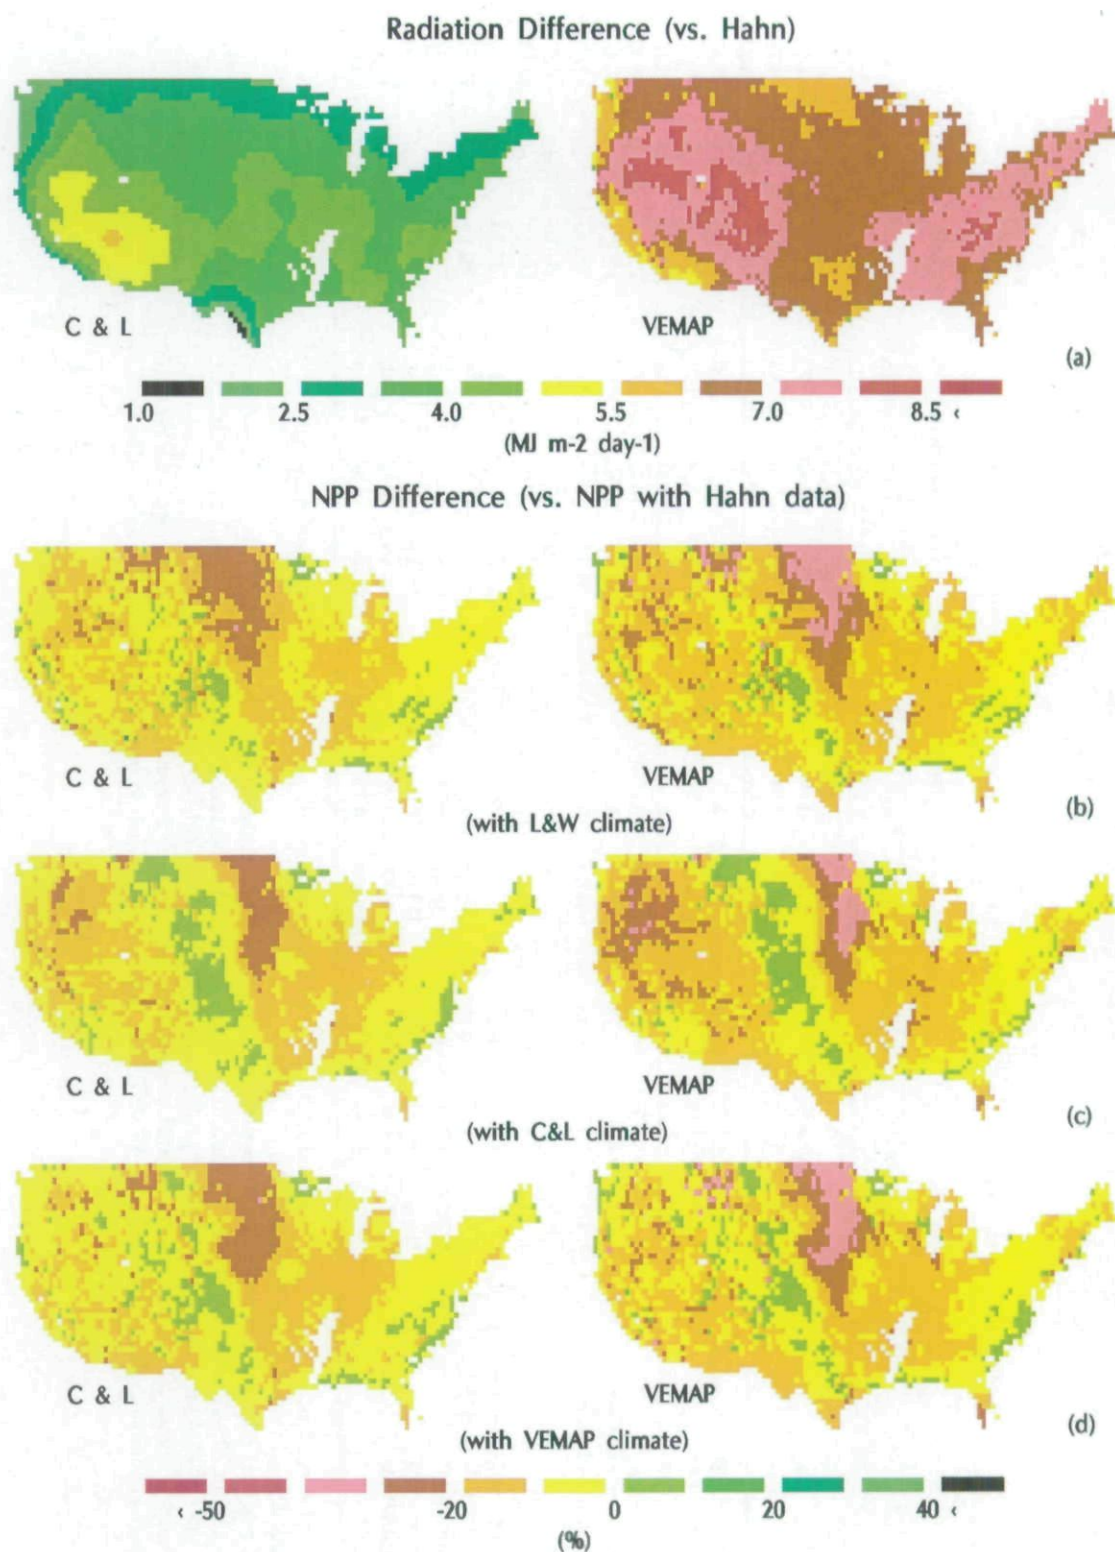 Radiation Difference (vs. Hahn)
C & L
VEMAP
(a)
1.0 2.5 4.0 5.5 7.0 8.5 <
(MJ m-2 day-1)
NPP Difference (vs. NPP with Hahn data)
C & L
VEMAP
(b)
(with L&W climate)
C & L
VEMAP
(c)
(with C&L climate)
C & L
VEMAP
(d)
(with VEMAP climate)
< -50 -20 0 20 40 <
(%)